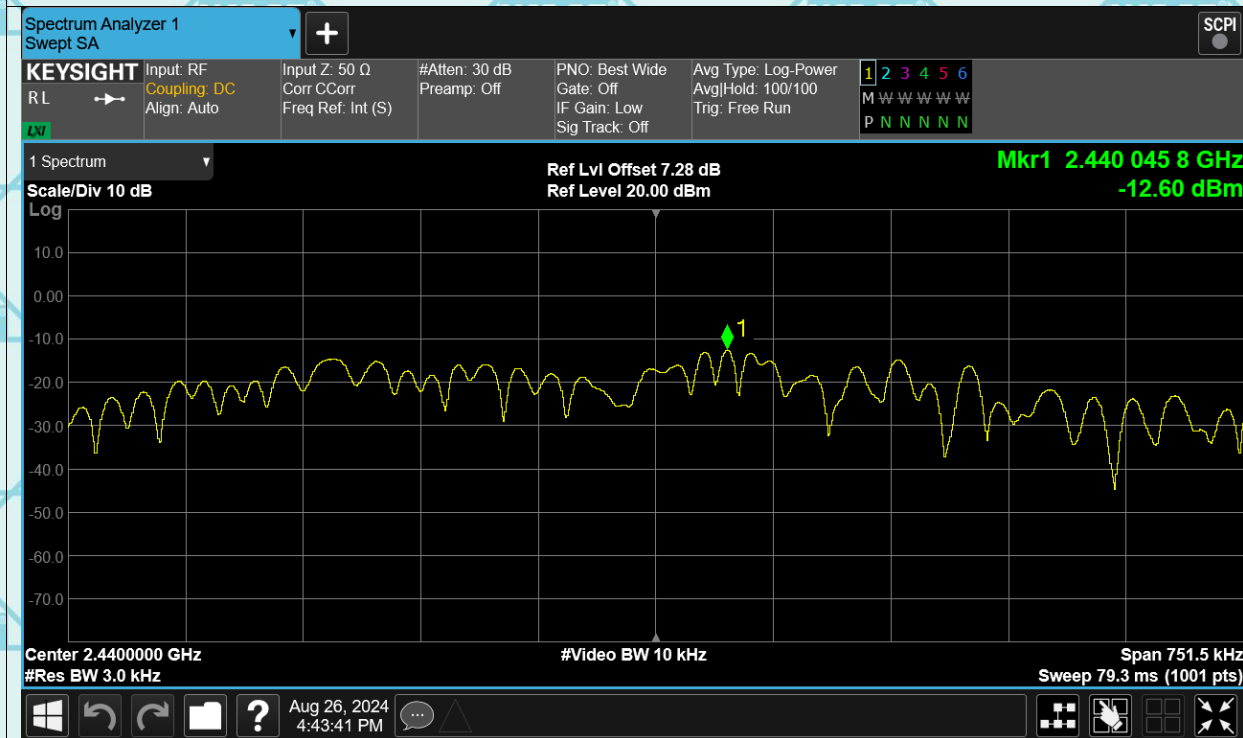 Spectrum Analyzer 1
Swept SA
▼
+
SCPI
KEYSIGHT
RL
LXI
Input: RF
Coupling: DC
Align: Auto
Input Z: 50 Ω
Corr CCorr
Freq Ref: Int (S)
#Atten: 30 dB
Preamp: Off
PNO: Best Wide
Gate: Off
IF Gain: Low
Sig Track: Off
Avg Type: Log-Power
Avg|Hold: 100/100
Trig: Free Run
1 2 3 4 5 6
M W W W W W
P N N N N N
1 Spectrum ▼
Scale/Div 10 dB
Log
Ref Lvl Offset 7.28 dB
Ref Level 20.00 dBm
Mkr1 2.440 045 8 GHz
-12.60 dBm
10.0
0.00
-10.0
-20.0
-30.0
-40.0
-50.0
-60.0
-70.0
1
Center 2.4400000 GHz
#Res BW 3.0 kHz
#Video BW 10 kHz
Span 751.5 kHz
Sweep 79.3 ms (1001 pts)
?
Aug 26, 2024
4:43:41 PM